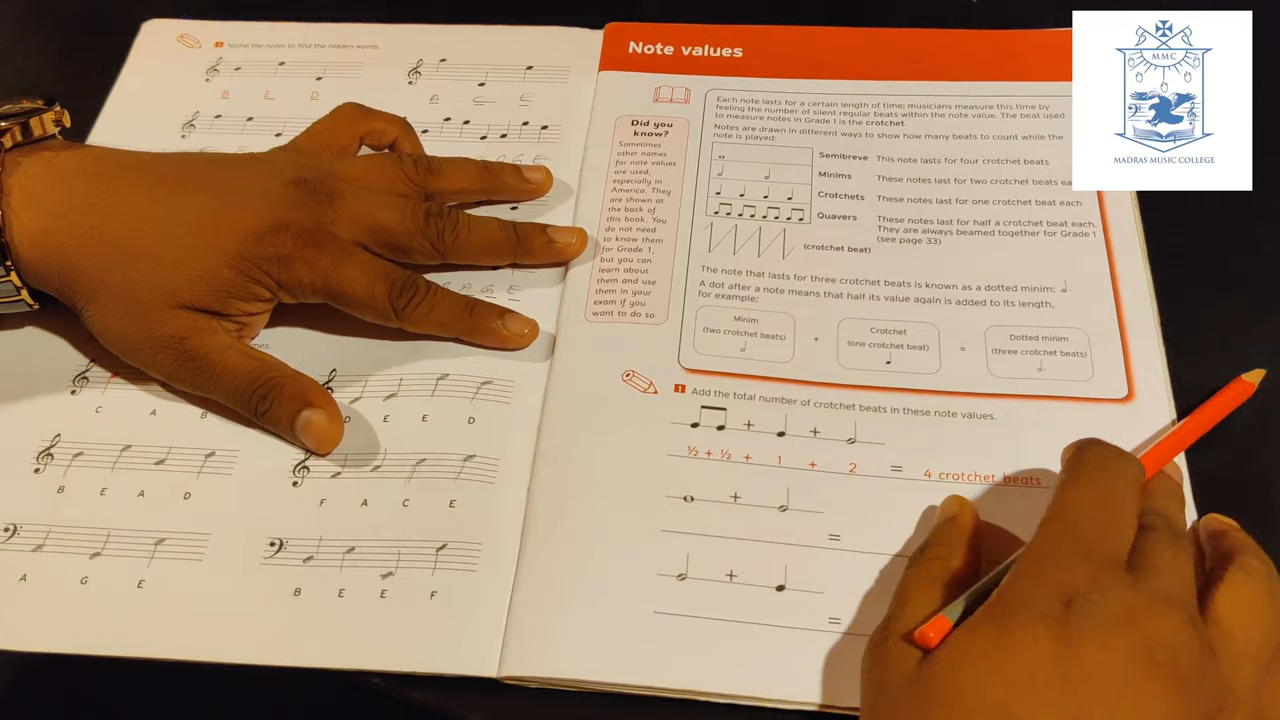 1 Name the notes to find the hidden words.
B E D
A C E
G E
A G E
C A B
D E E D
B E A D
F A C E
A G E
B E E F
Note values
Did you
know?
Sometimes
other names
for note values
are used,
especially in
America. They
are shown at
the back of
this book. You
do not need
to know them
for Grade 1,
but you can
learn about
them and use
them in your
exam if you
want to do so.
Each note lasts for a certain length of time; musicians measure this time by
feeling the number of silent regular beats within the note value. The beat used
to measure notes in Grade 1 is the crotchet.
Notes are drawn in different ways to show how many beats to count while the
note is played:
Semibreve This note lasts for four crotchet beats
Minims These notes last for two crotchet beats
Crotchets These notes last for one crotchet beat each
Quavers These notes last for half a crotchet beat each.
They are always beamed together for Grade 1
(see page 33)
(crotchet beat)
The note that lasts for three crotchet beats is known as a dotted minim:
A dot after a note means that half its value again is added to its length,
for example:
Minim
(two crotchet beats)
+
Crotchet
(one crotchet beat)
=
Dotted minim
(three crotchet beats)
1 Add the total number of crotchet beats in these note values.
+ +
½ + ½ + 1 + 2 = 4 crotchet beats
+
=
+
=
MMC
MADRAS MUSIC COLLEGE